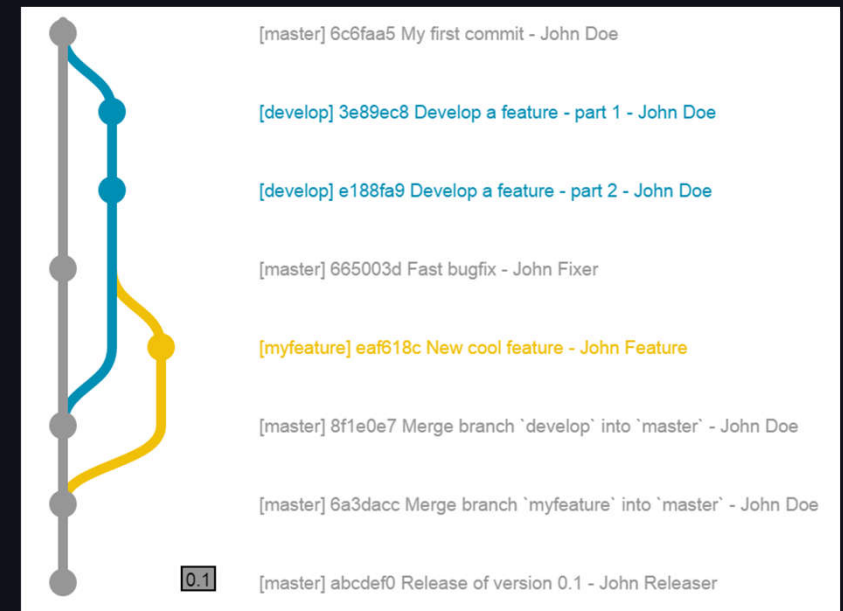 [master] 6c6faa5 My first commit - John Doe
[develop] 3e89ec8 Develop a feature - part 1 - John Doe
[develop] e188fa9 Develop a feature - part 2 - John Doe
[master] 665003d Fast bugfix - John Fixer
[myfeature] eaf618c New cool feature - John Feature
[master] 8f1e0e7 Merge branch `develop` into `master` - John Doe
[master] 6a3dacc Merge branch `myfeature` into `master` - John Doe
0.1 [master] abcdef0 Release of version 0.1 - John Releaser